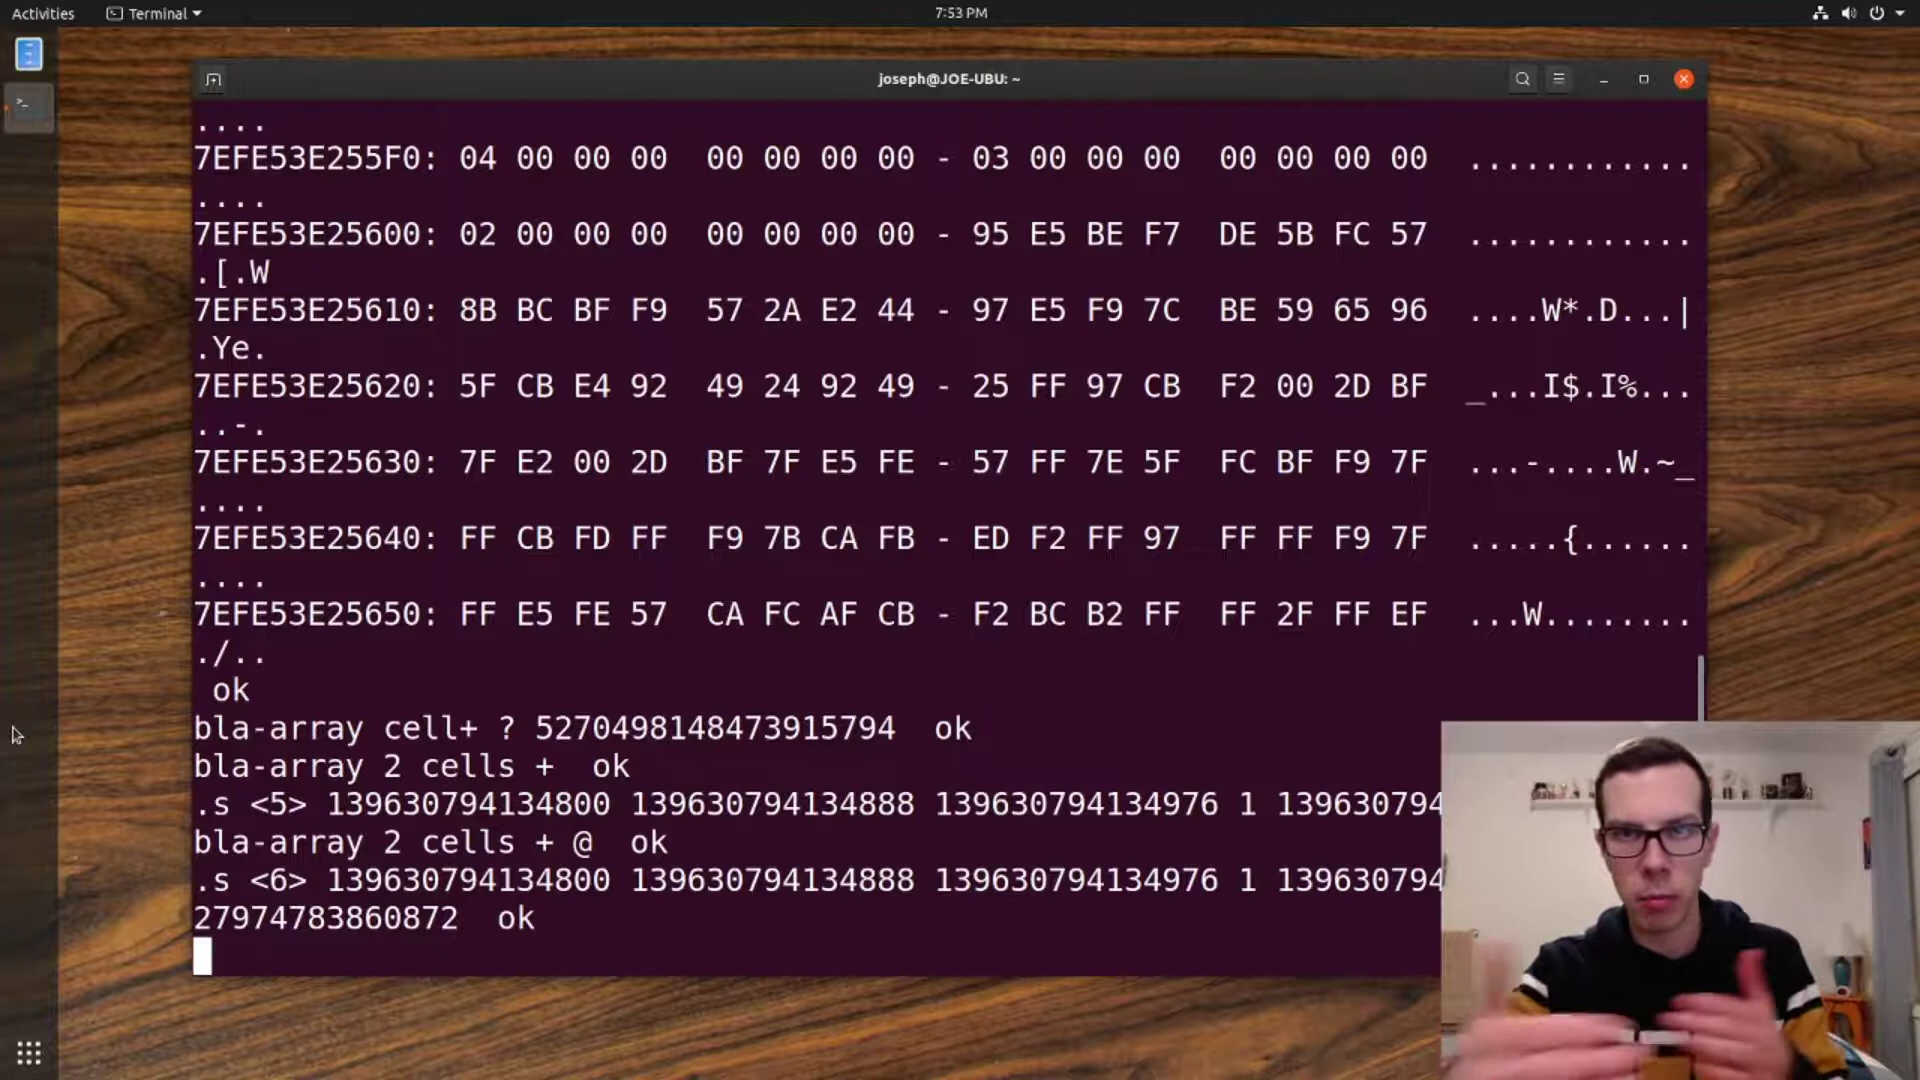 Activities
Terminal
7:53 PM
joseph@JOE-UBU: ~
....
7EFE53E255F0: 04 00 00 00  00 00 00 00 - 03 00 00 00  00 00 00 00  ............
....
7EFE53E25600: 02 00 00 00  00 00 00 00 - 95 E5 BE F7  DE 5B FC 57  ............
.[.W
7EFE53E25610: 8B BC BF F9  57 2A E2 44 - 97 E5 F9 7C  BE 59 65 96  ....W*.D...|
.Ye.
7EFE53E25620: 5F CB E4 92  49 24 92 49 - 25 FF 97 CB  F2 00 2D BF  _...I$.I%...
..-.
7EFE53E25630: 7F E2 00 2D  BF 7F E5 FE - 57 FF 7E 5F  FC BF F9 7F  ...-....W.~_
....
7EFE53E25640: FF CB FD FF  F9 7B CA FB - ED F2 FF 97  FF FF F9 7F  .....{......
....
7EFE53E25650: FF E5 FE 57  CA FC AF CB - F2 BC B2 FF  FF 2F FF EF  ...W........
./..
ok
bla-array cell+ ? 5270498148473915794  ok
bla-array 2 cells +  ok
.s <5> 139630794134800 139630794134888 139630794134976 1 139630794
bla-array 2 cells + @  ok
.s <6> 139630794134800 139630794134888 139630794134976 1 139630794
27974783860872  ok